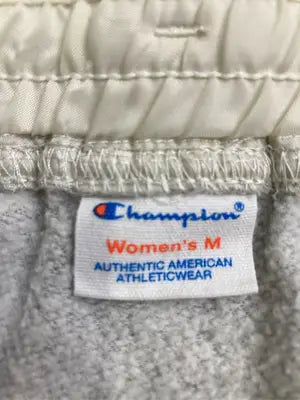 Champion®
Women's M
AUTHENTIC AMERICAN
ATHLETICWEAR